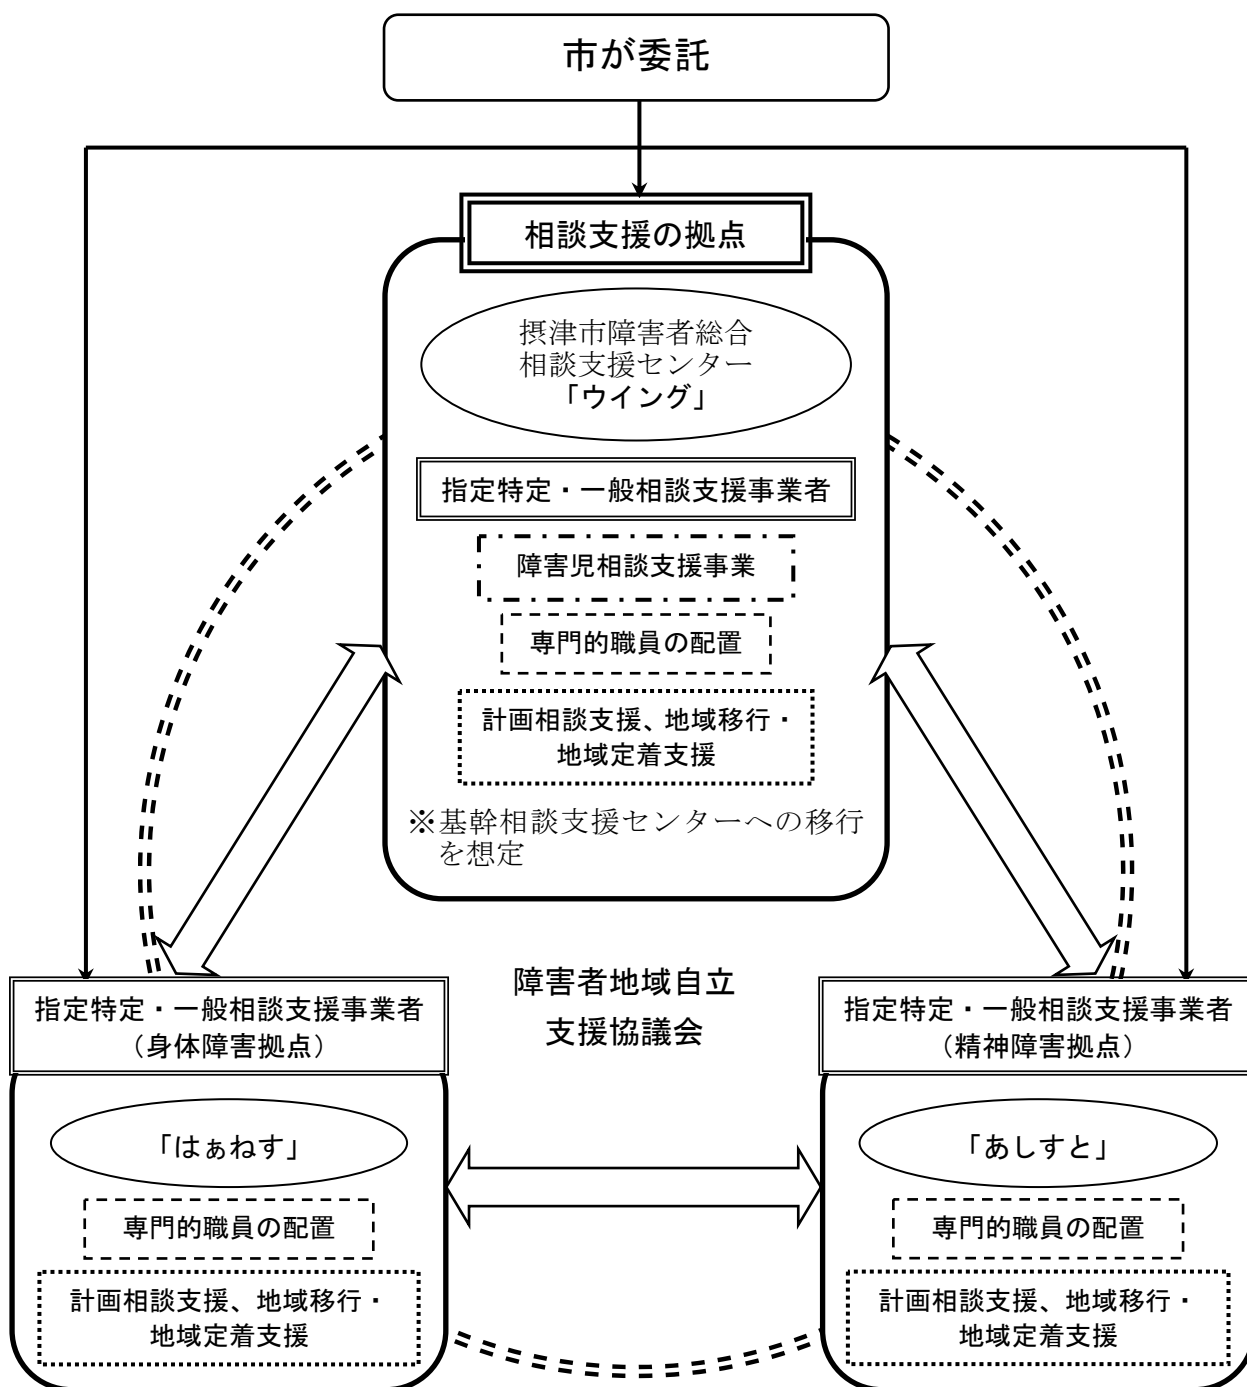 市が委託
相談支援の拠点
摂津市障害者総合
相談支援センター
「ウイング」
指定特定・一般相談支援事業者
障害児相談支援事業
専門的職員の配置
計画相談支援、地域移行・
地域定着支援
※基幹相談支援センターへの移行
を想定
障害者地域自立
支援協議会
指定特定・一般相談支援事業者
（身体障害拠点）
「はぁねす」
専門的職員の配置
計画相談支援、地域移行・
地域定着支援
指定特定・一般相談支援事業者
（精神障害拠点）
「あしすと」
専門的職員の配置
計画相談支援、地域移行・
地域定着支援